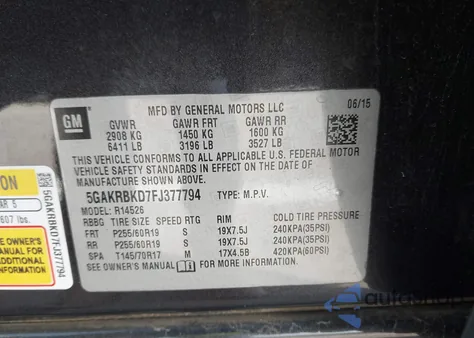 GM
MFD BY GENERAL MOTORS LLC
06/15
GVWR GAWR FRT GAWR RR
2908 KG 1450 KG 1600 KG
6411 LB 3196 LB 3527 LB
THIS VEHICLE CONFORMS TO ALL APPLICABLE U.S. FEDERAL MOTOR
VEHICLE SAFETY STANDARDS IN EFFECT ON THE DATE OF
MANUFACTURE SHOWN ABOVE.
5GAKRBKD7FJ377794 TYPE: M.P.V.
MODEL: R14526
RBBG TIRE SIZE SPEED RTG RIM COLD TIRE PRESSURE
FRT P255/60R19 S 19X7.5J 240KPA(35PSI)
RR P255/60R19 S 19X7.5J 240KPA(35PSI)
SPA T145/70R17 M 17X4.5B 420KPA(60PSI)
SEE OWNER'S MANUAL FOR MORE INFORMATION.
5GAKRBKD7FJ377794